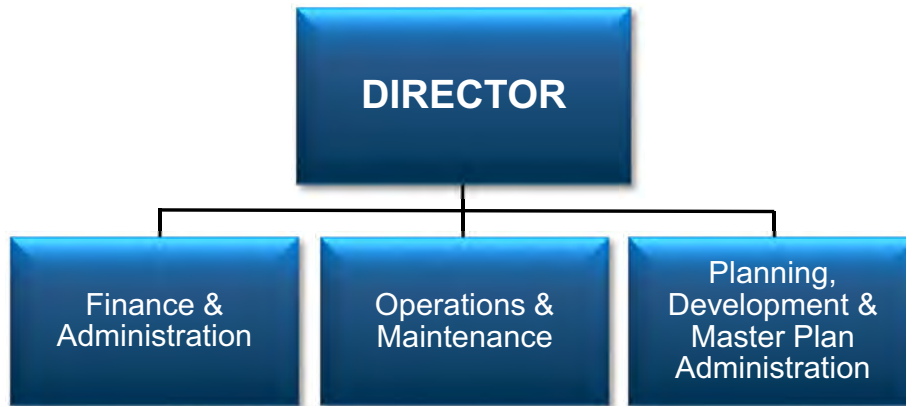 DIRECTOR
Finance &
Administration
Operations &
Maintenance
Planning,
Development &
Master Plan
Administration